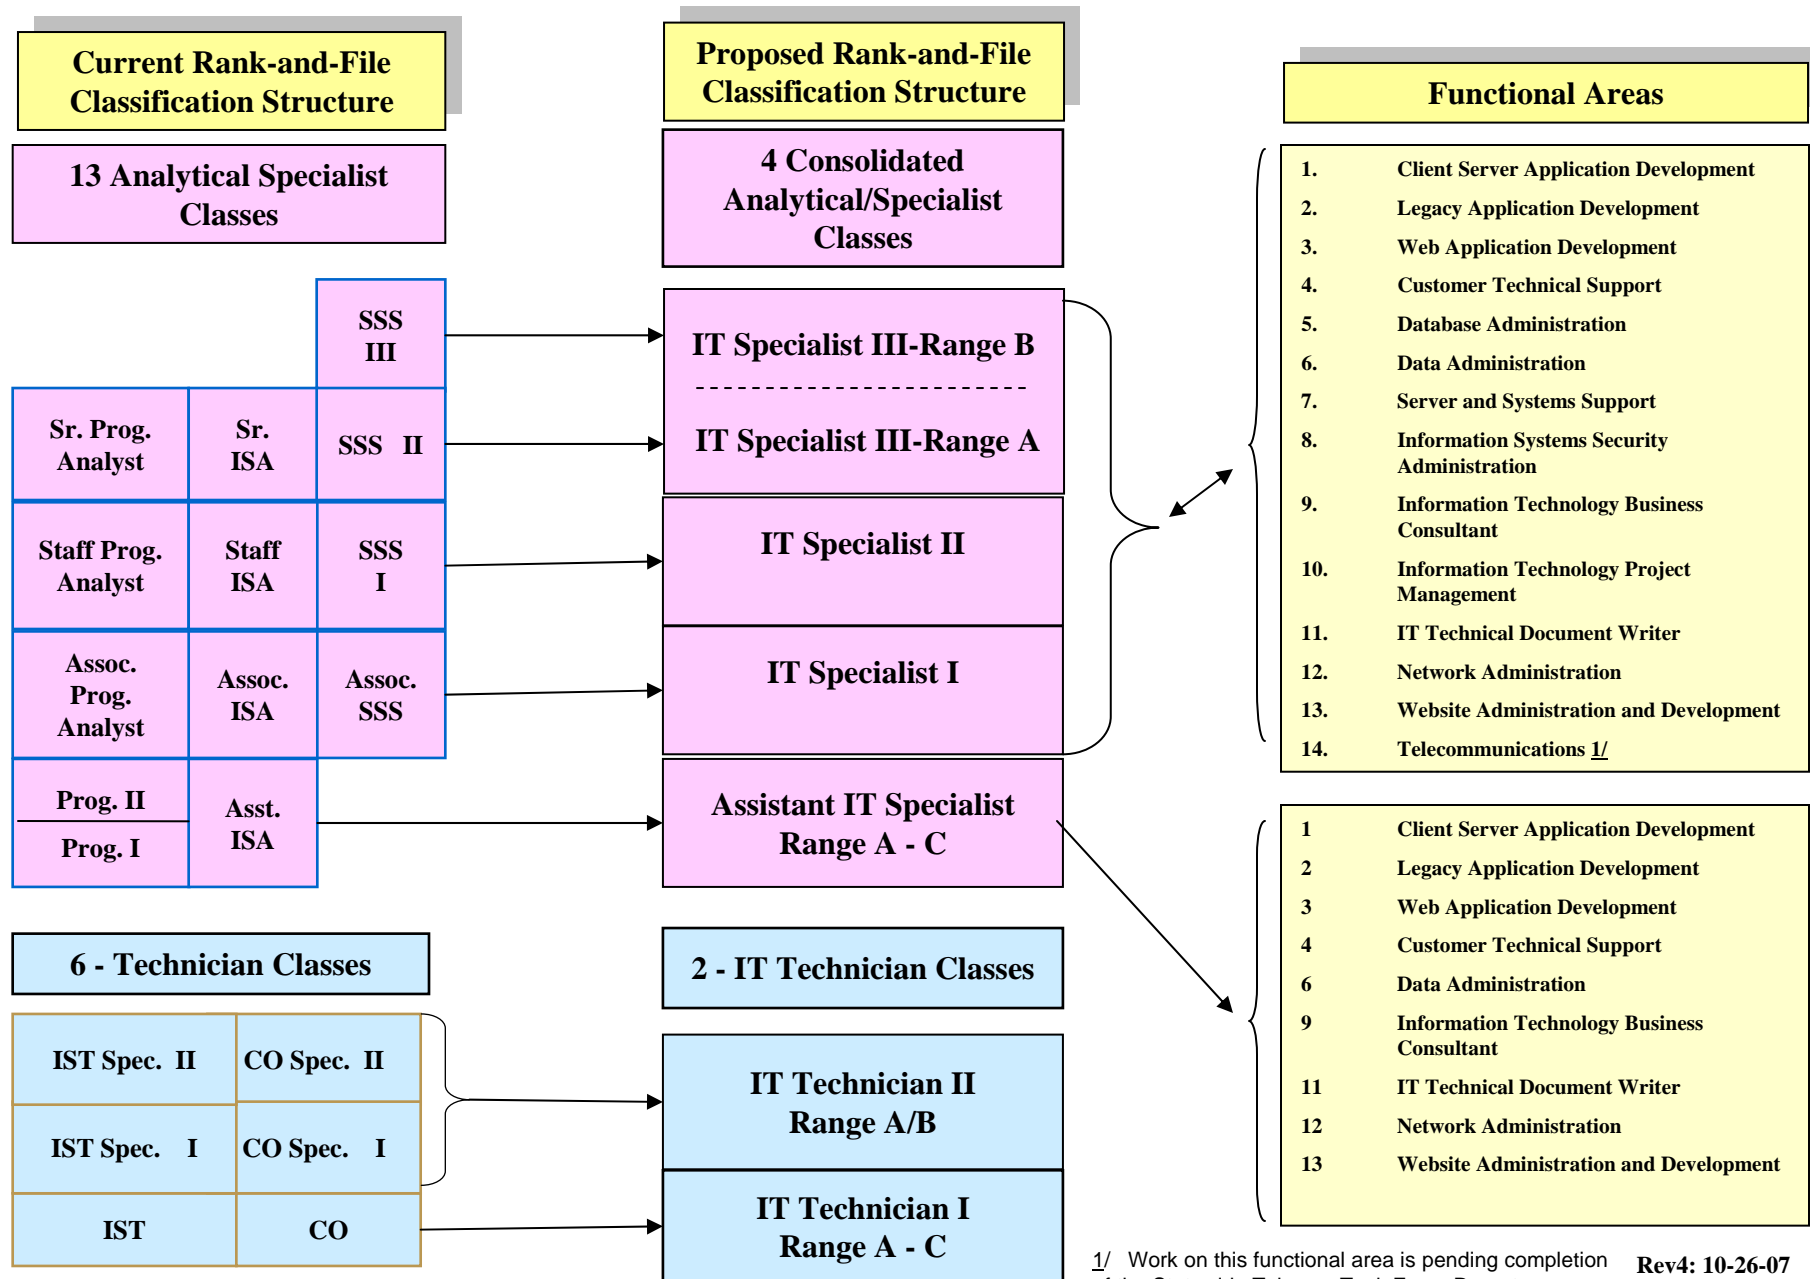 Current Rank-and-File
Classification Structure
13 Analytical Specialist
Classes
SSS
III
Sr. Prog.
Analyst
Sr.
ISA
SSS II
Staff Prog.
Analyst
Staff
ISA
SSS
I
Assoc.
Prog.
Analyst
Assoc.
ISA
Assoc.
SSS
Prog. II
Prog. I
Asst.
ISA
6 - Technician Classes
IST Spec. II
CO Spec. II
IST Spec. I
CO Spec. I
IST
CO
Proposed Rank-and-File
Classification Structure
4 Consolidated
Analytical/Specialist
Classes
IT Specialist III-Range B
IT Specialist III-Range A
IT Specialist II
IT Specialist I
Assistant IT Specialist
Range A - C
2 - IT Technician Classes
IT Technician II
Range A/B
IT Technician I
Range A - C
Functional Areas
1. Client Server Application Development
2. Legacy Application Development
3. Web Application Development
4. Customer Technical Support
5. Database Administration
6. Data Administration
7. Server and Systems Support
8. Information Systems Security
Administration
9. Information Technology Business
Consultant
10. Information Technology Project
Management
11. IT Technical Document Writer
12. Network Administration
13. Website Administration and Development
14. Telecommunications 1/
1 Client Server Application Development
2 Legacy Application Development
3 Web Application Development
4 Customer Technical Support
6 Data Administration
9 Information Technology Business
Consultant
11 IT Technical Document Writer
12 Network Administration
13 Website Administration and Development
1/ Work on this functional area is pending completion
Rev4: 10-26-07